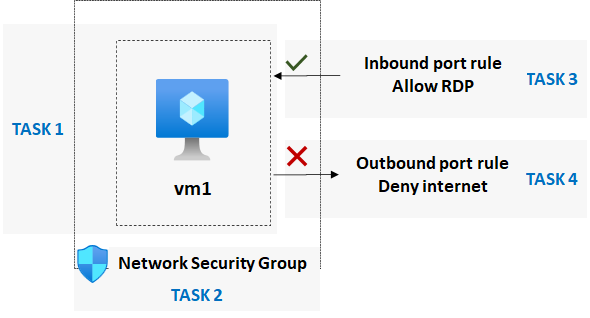 TASK 1
vm1
Inbound port rule
Allow RDP
TASK 3
Outbound port rule
Deny internet
TASK 4
Network Security Group
TASK 2